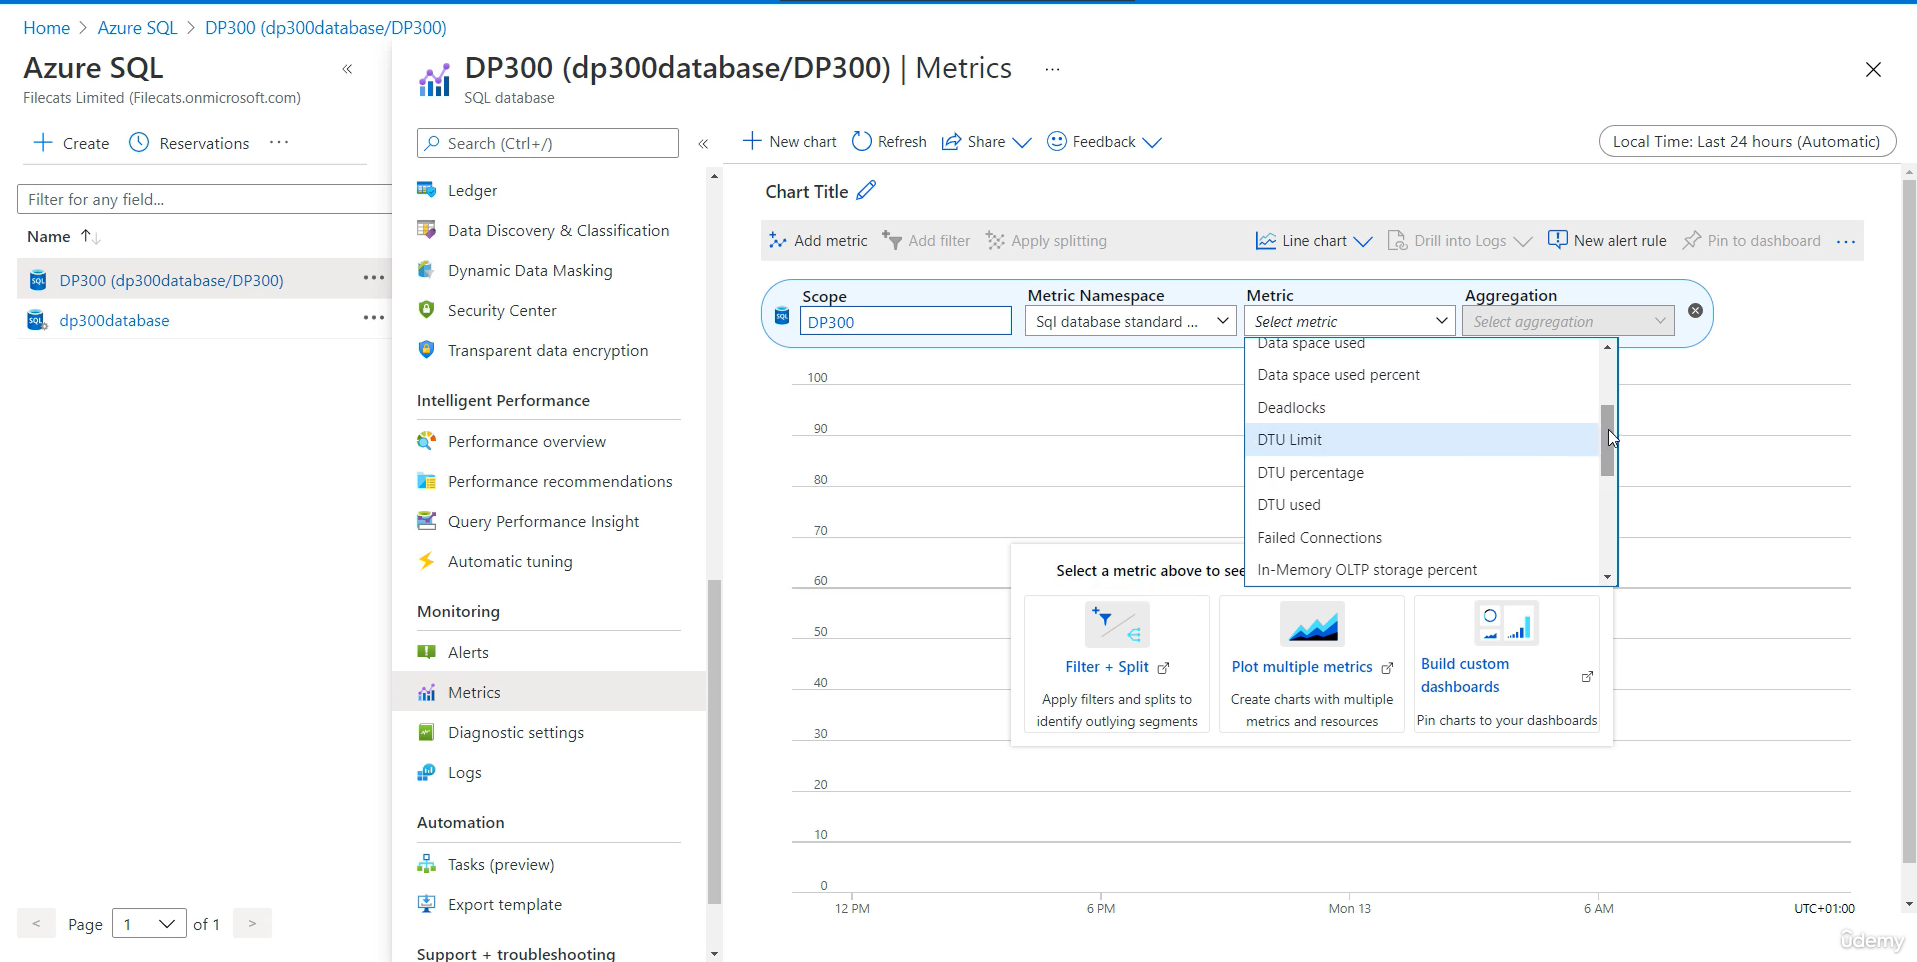 Home > Azure SQL > DP300 (dp300database/DP300)
Azure SQL
Filecats Limited (Filecats.onmicrosoft.com)
Create
Reservations
Filter for any field...
Name
DP300 (dp300database/DP300)
dp300database
< Page 1 of 1 >
DP300 (dp300database/DP300) | Metrics
SQL database
Search (Ctrl+/)
Ledger
Data Discovery & Classification
Dynamic Data Masking
Security Center
Transparent data encryption
Intelligent Performance
Performance overview
Performance recommendations
Query Performance Insight
Automatic tuning
Monitoring
Alerts
Metrics
Diagnostic settings
Logs
Automation
Tasks (preview)
Export template
Support + troubleshooting
New chart
Refresh
Share
Feedback
Local Time: Last 24 hours (Automatic)
Chart Title
Add metric
Add filter
Apply splitting
Line chart
Drill into Logs
New alert rule
Pin to dashboard
Scope
DP300
Metric Namespace
Sql database standard ...
Metric
Select metric
Aggregation
Select aggregation
Data space used
Data space used percent
Deadlocks
DTU Limit
DTU percentage
DTU used
Failed Connections
In-Memory OLTP storage percent
100
90
80
70
60
50
40
30
20
10
0
Select a metric above to see
Filter + Split
Apply filters and splits to
identify outlying segments
Plot multiple metrics
Create charts with multiple
metrics and resources
Build custom
dashboards
Pin charts to your dashboards
12 PM
6 PM
Mon 13
6 AM
UTC+01:00
ûdemy